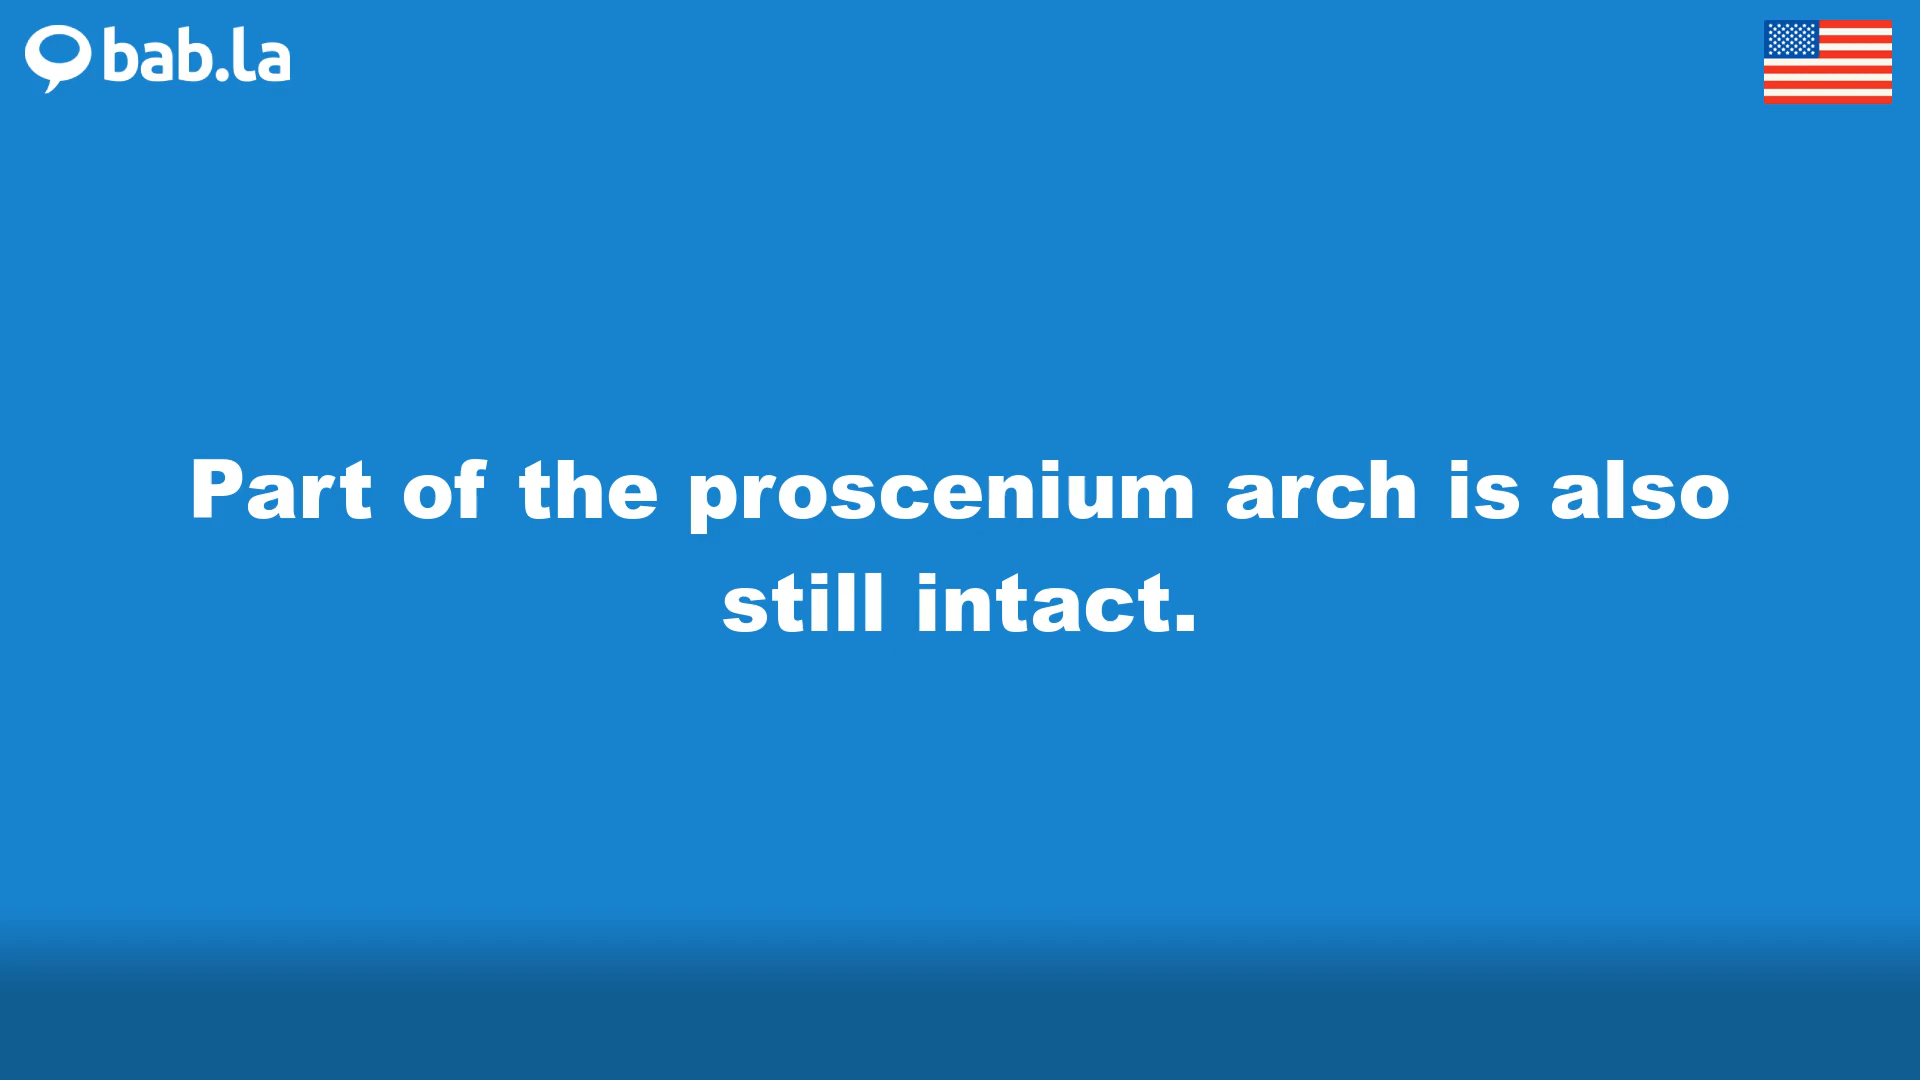 bab.la
Part of the proscenium arch is also
still intact.